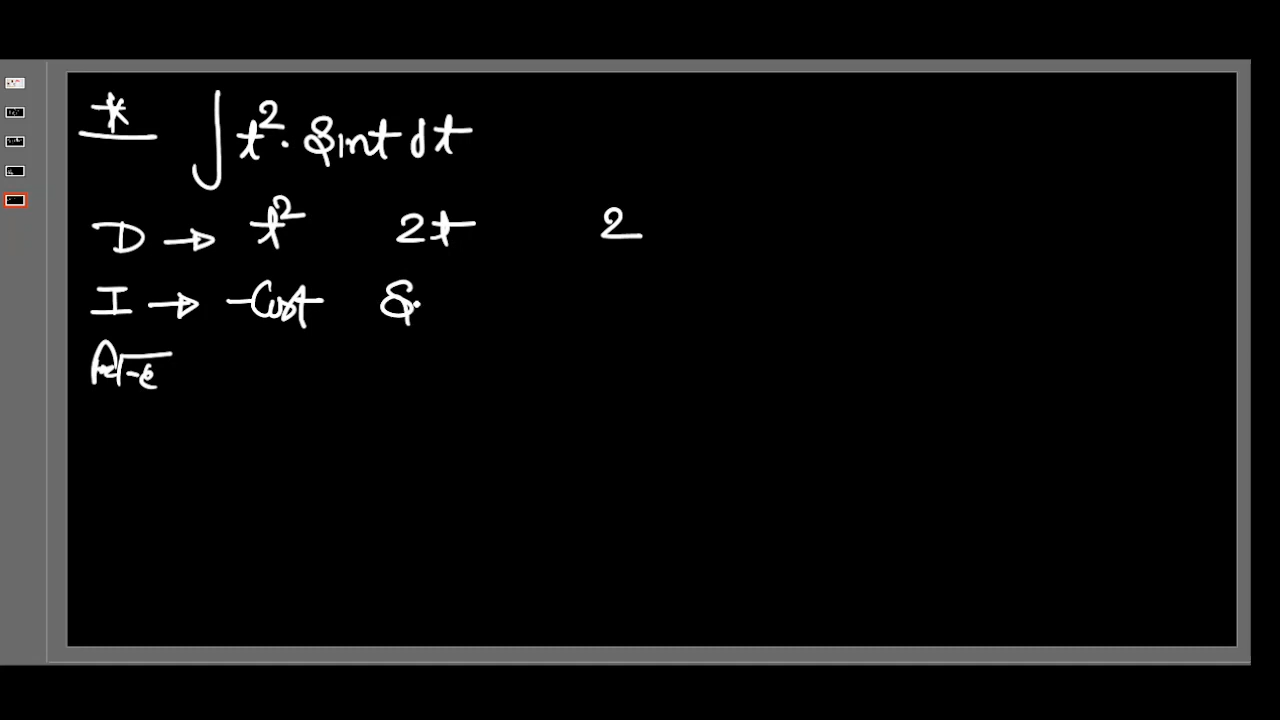 * ∫ t². Sint dt
D → t² 2t 2
I → -Cost S